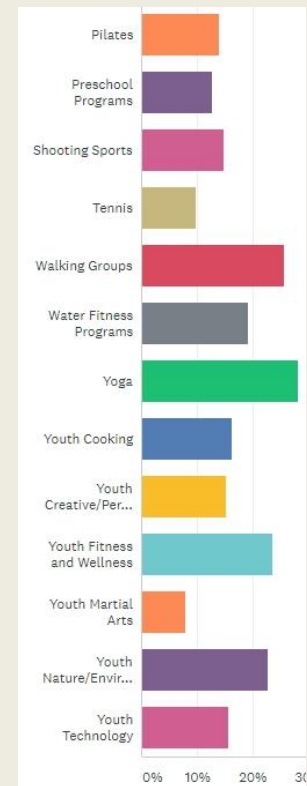 Pilates
Preschool
Programs
Shooting Sports
Tennis
Walking Groups
Water Fitness
Programs
Yoga
Youth Cooking
Youth
Creative/Per...
Youth Fitness
and Wellness
Youth Martial
Arts
Youth
Nature/Envir...
Youth
Technology
0% 10% 20% 30